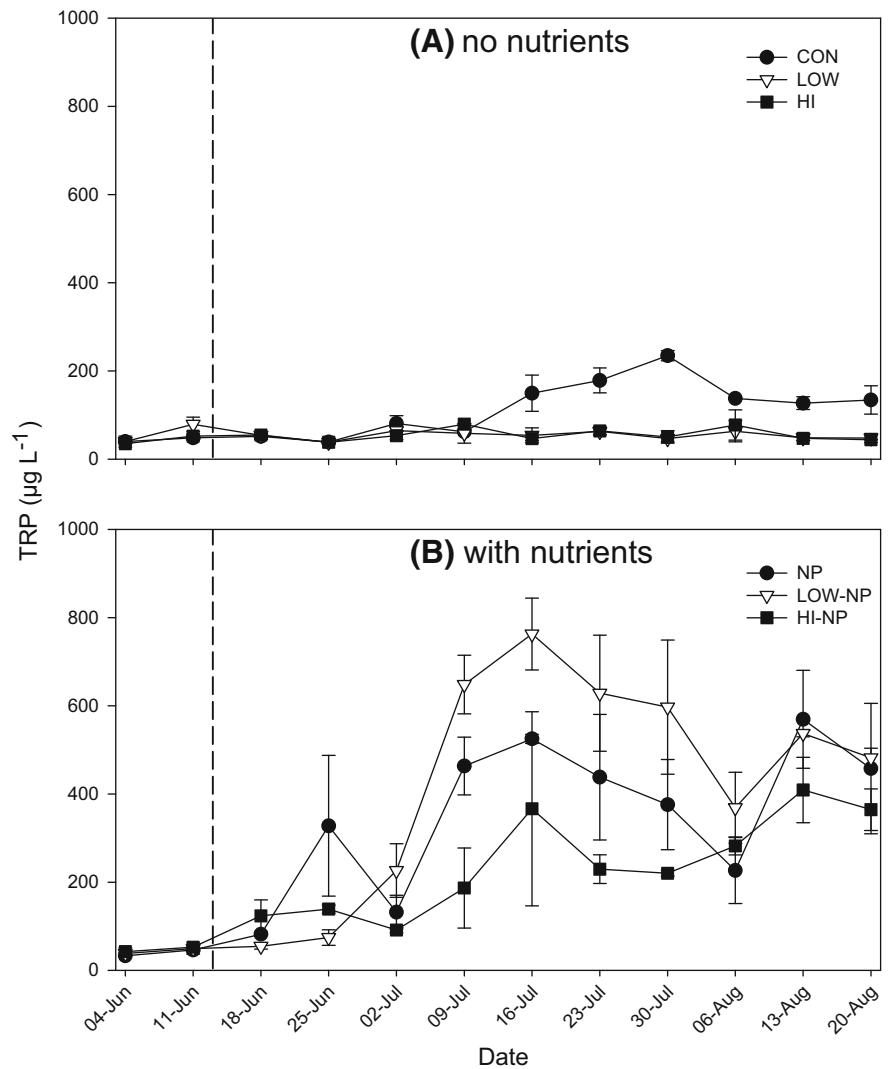 (A) no nutrients
CON
LOW
HI
1000
800
600
400
200
0
TRP (µg L⁻¹)
(B) with nutrients
NP
LOW-NP
HI-NP
1000
800
600
400
200
0
04-Jun
11-Jun
18-Jun
25-Jun
02-Jul
09-Jul
16-Jul
23-Jul
30-Jul
06-Aug
13-Aug
20-Aug
Date